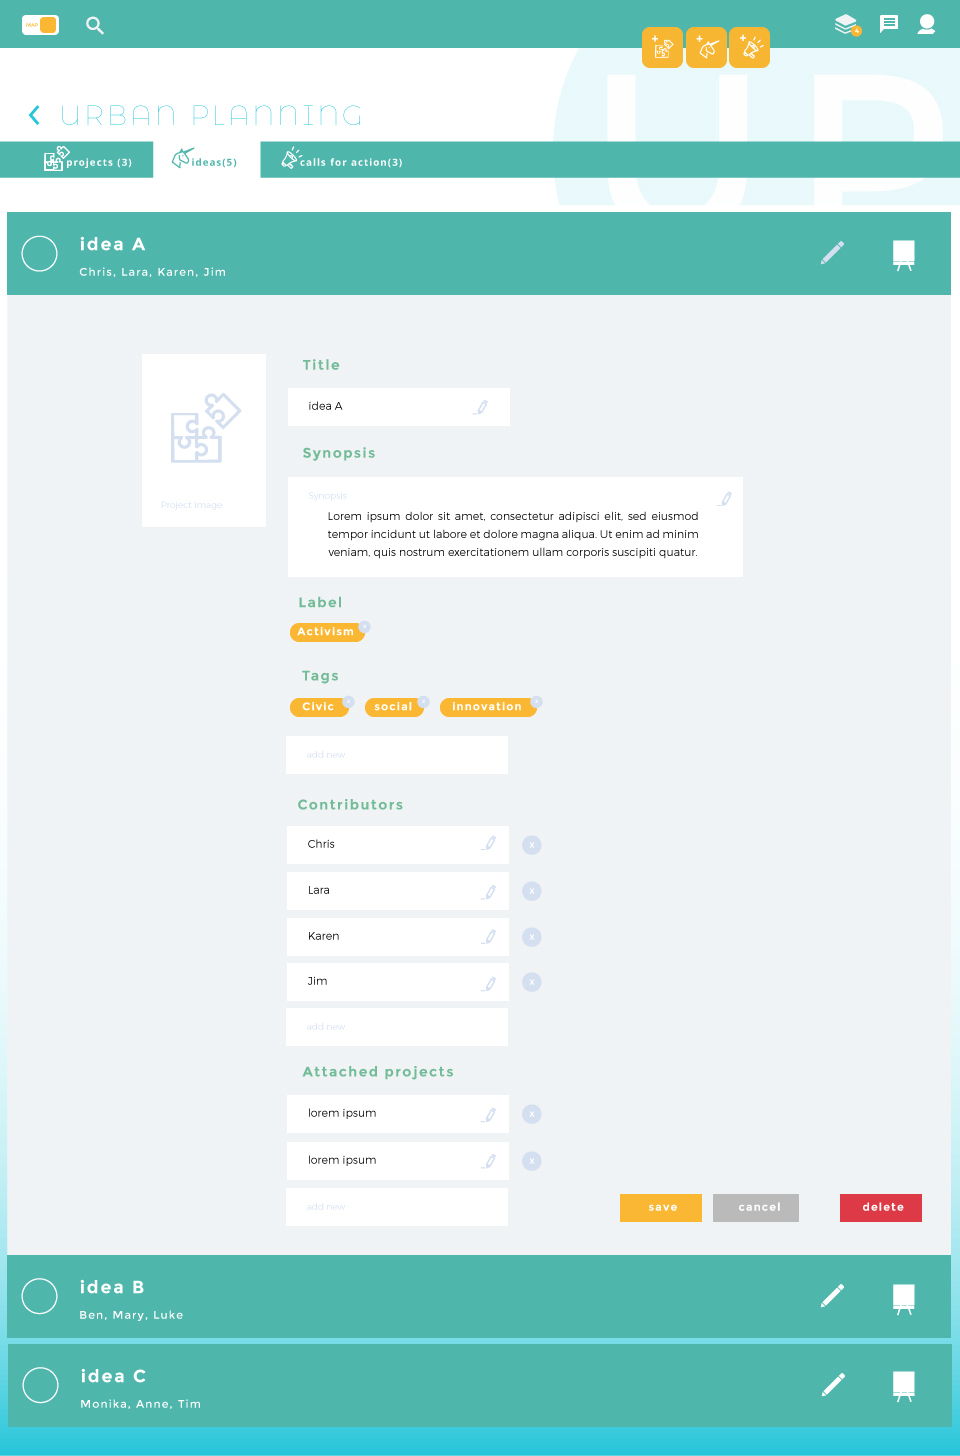 MAP
4
UP
URBAN PLANNING
projects (3)
ideas(5)
calls for action(3)
idea A
Chris, Lara, Karen, Jim
Title
idea A
Project image
Synopsis
Synopsis
Lorem ipsum dolor sit amet, consectetur adipisci elit, sed eiusmod
tempor incidunt ut labore et dolore magna aliqua. Ut enim ad minim
veniam, quis nostrum exercitationem ullam corporis suscipiti quatur.
Label
Activism
Tags
Civic
social
innovation
add new
Contributors
Chris
x
Lara
x
Karen
x
Jim
x
add new
Attached projects
lorem ipsum
x
lorem ipsum
x
add new
save
cancel
delete
idea B
Ben, Mary, Luke
idea C
Monika, Anne, Tim